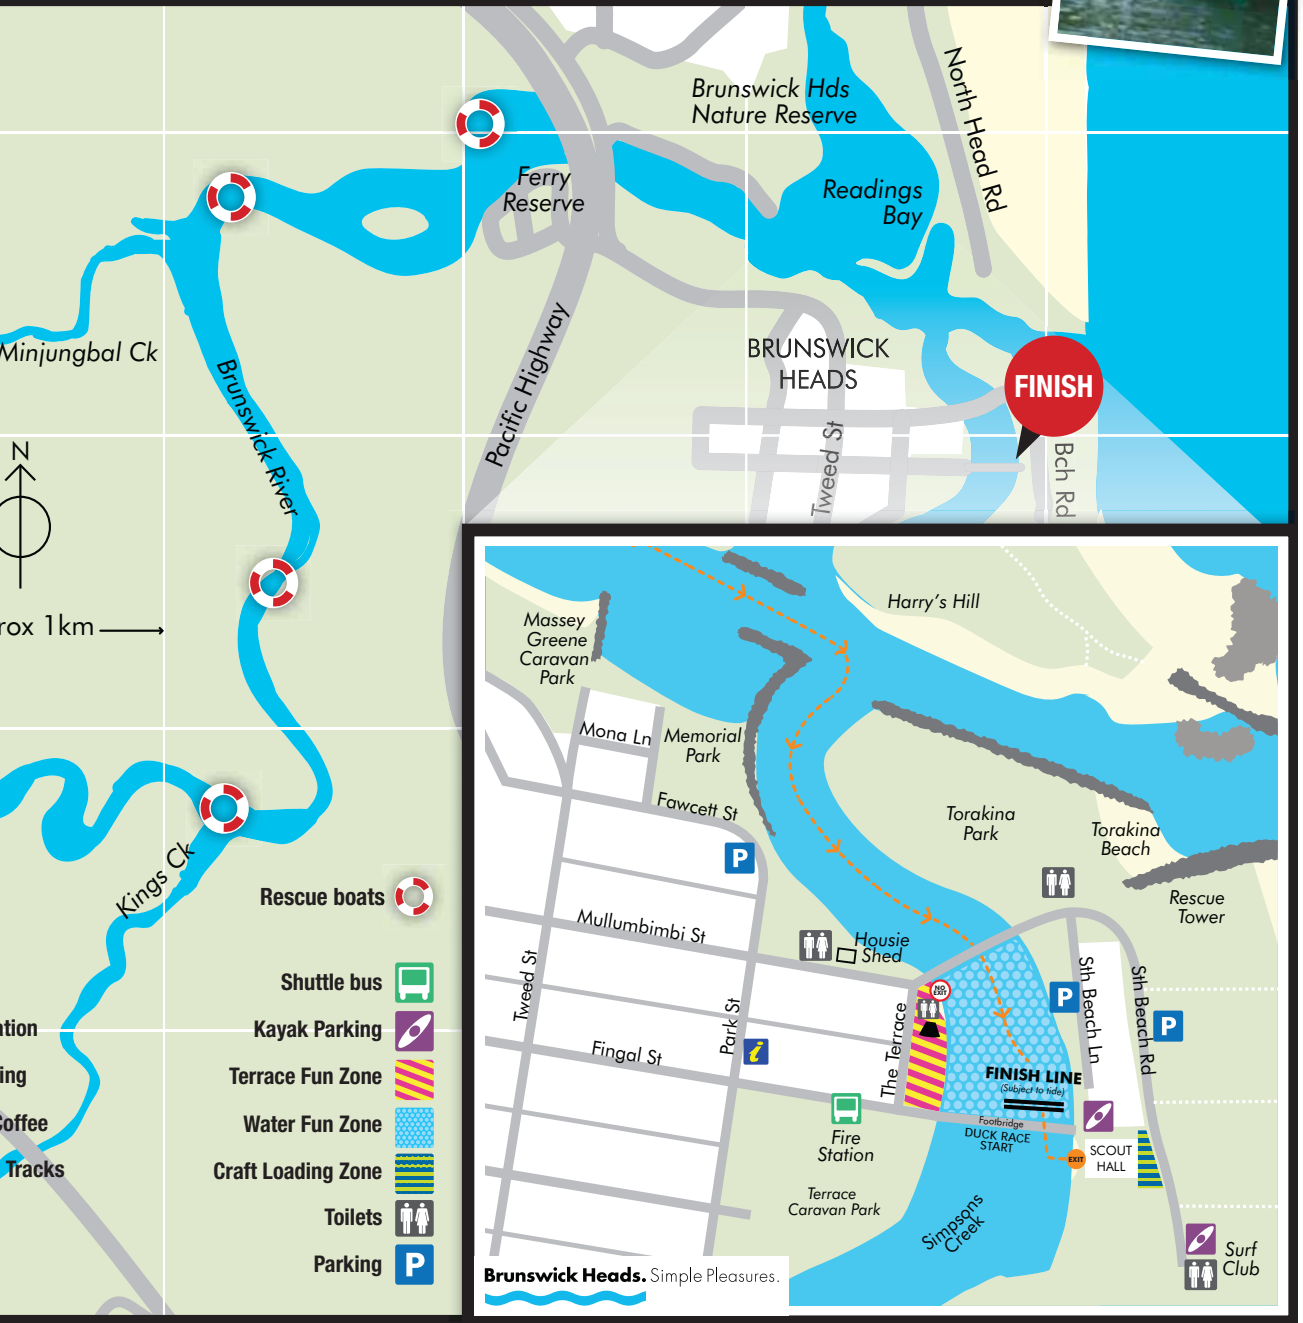 Brunswick Hds
Nature Reserve
North Head Rd
Ferry
Reserve
Readings
Bay
Minjungbal Ck
Brunswick River
Pacific Highway
BRUNSWICK
HEADS
FINISH
Tweed St
Bch Rd
N
1km
Kings Ck
Rescue boats
Shuttle bus
Kayak Parking
Terrace Fun Zone
Water Fun Zone
Coffee
Craft Loading Zone
Tracks
Toilets
Parking
P
Massey
Greene
Caravan
Park
Harry's Hill
Mona Ln
Memorial
Park
Fawcett St
P
Torakina
Park
Torakina
Beach
Rescue
Tower
Mullumbimbi St
Housie
Shed
Tweed St
Park St
Fingal St
i
The Terrace
NO
EXIT
P
Sth Beach Ln
Sth Beach Rd
P
FINISH LINE
(Subject to tide)
Footbridge
DUCK RACE
START
EXIT
SCOUT
HALL
Fire
Station
Terrace
Caravan Park
Simpsons
Creek
Surf
Club
Brunswick Heads. Simple Pleasures.